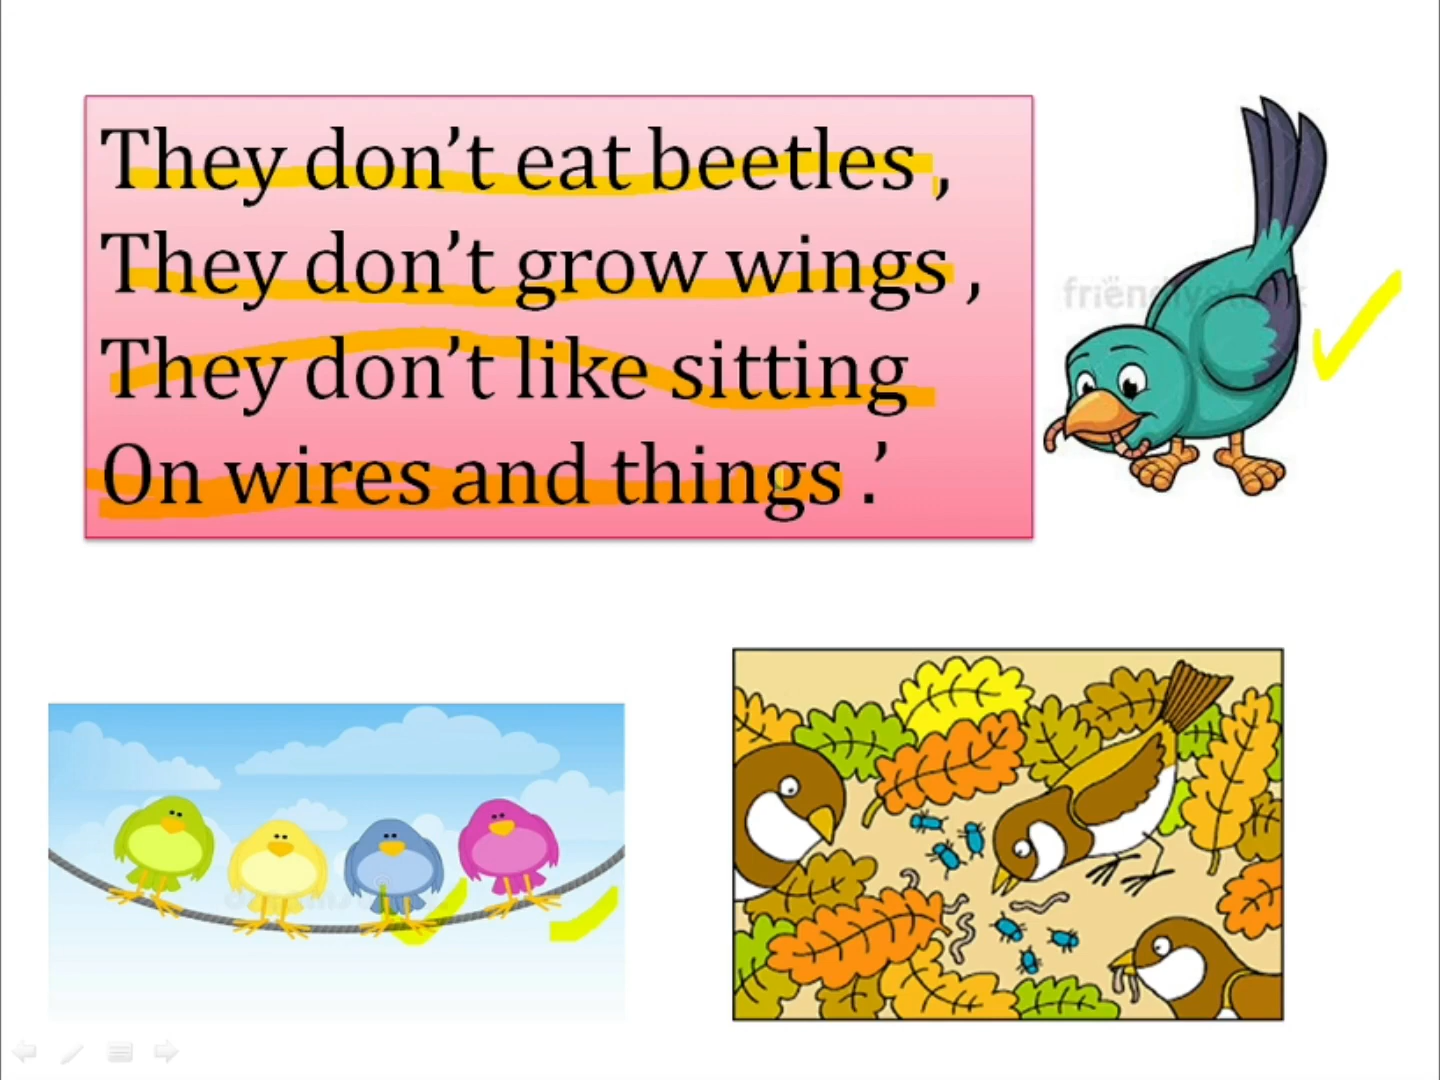 They don’t eat beetles ,
They don’t grow wings ,
They don’t like sitting
On wires and things .’